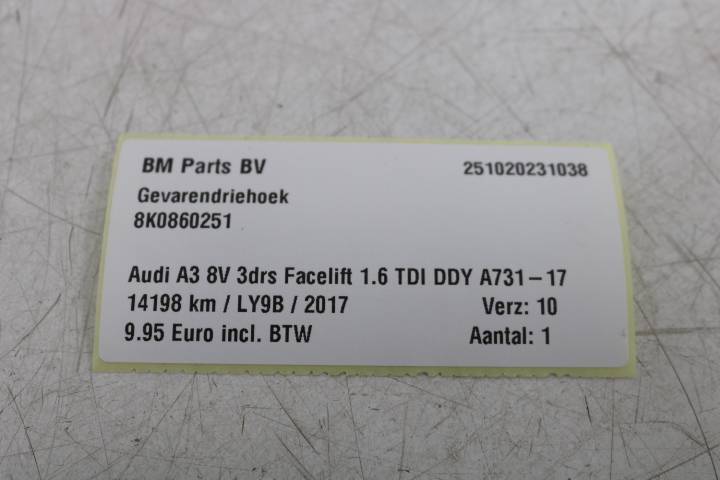 BM Parts BV 251020231038
Gevarendriehoek
8K0860251
Audi A3 8V 3drs Facelift 1.6 TDI DDY A731-17
14198 km / LY9B / 2017 Verz: 10
9.95 Euro incl. BTW Aantal: 1